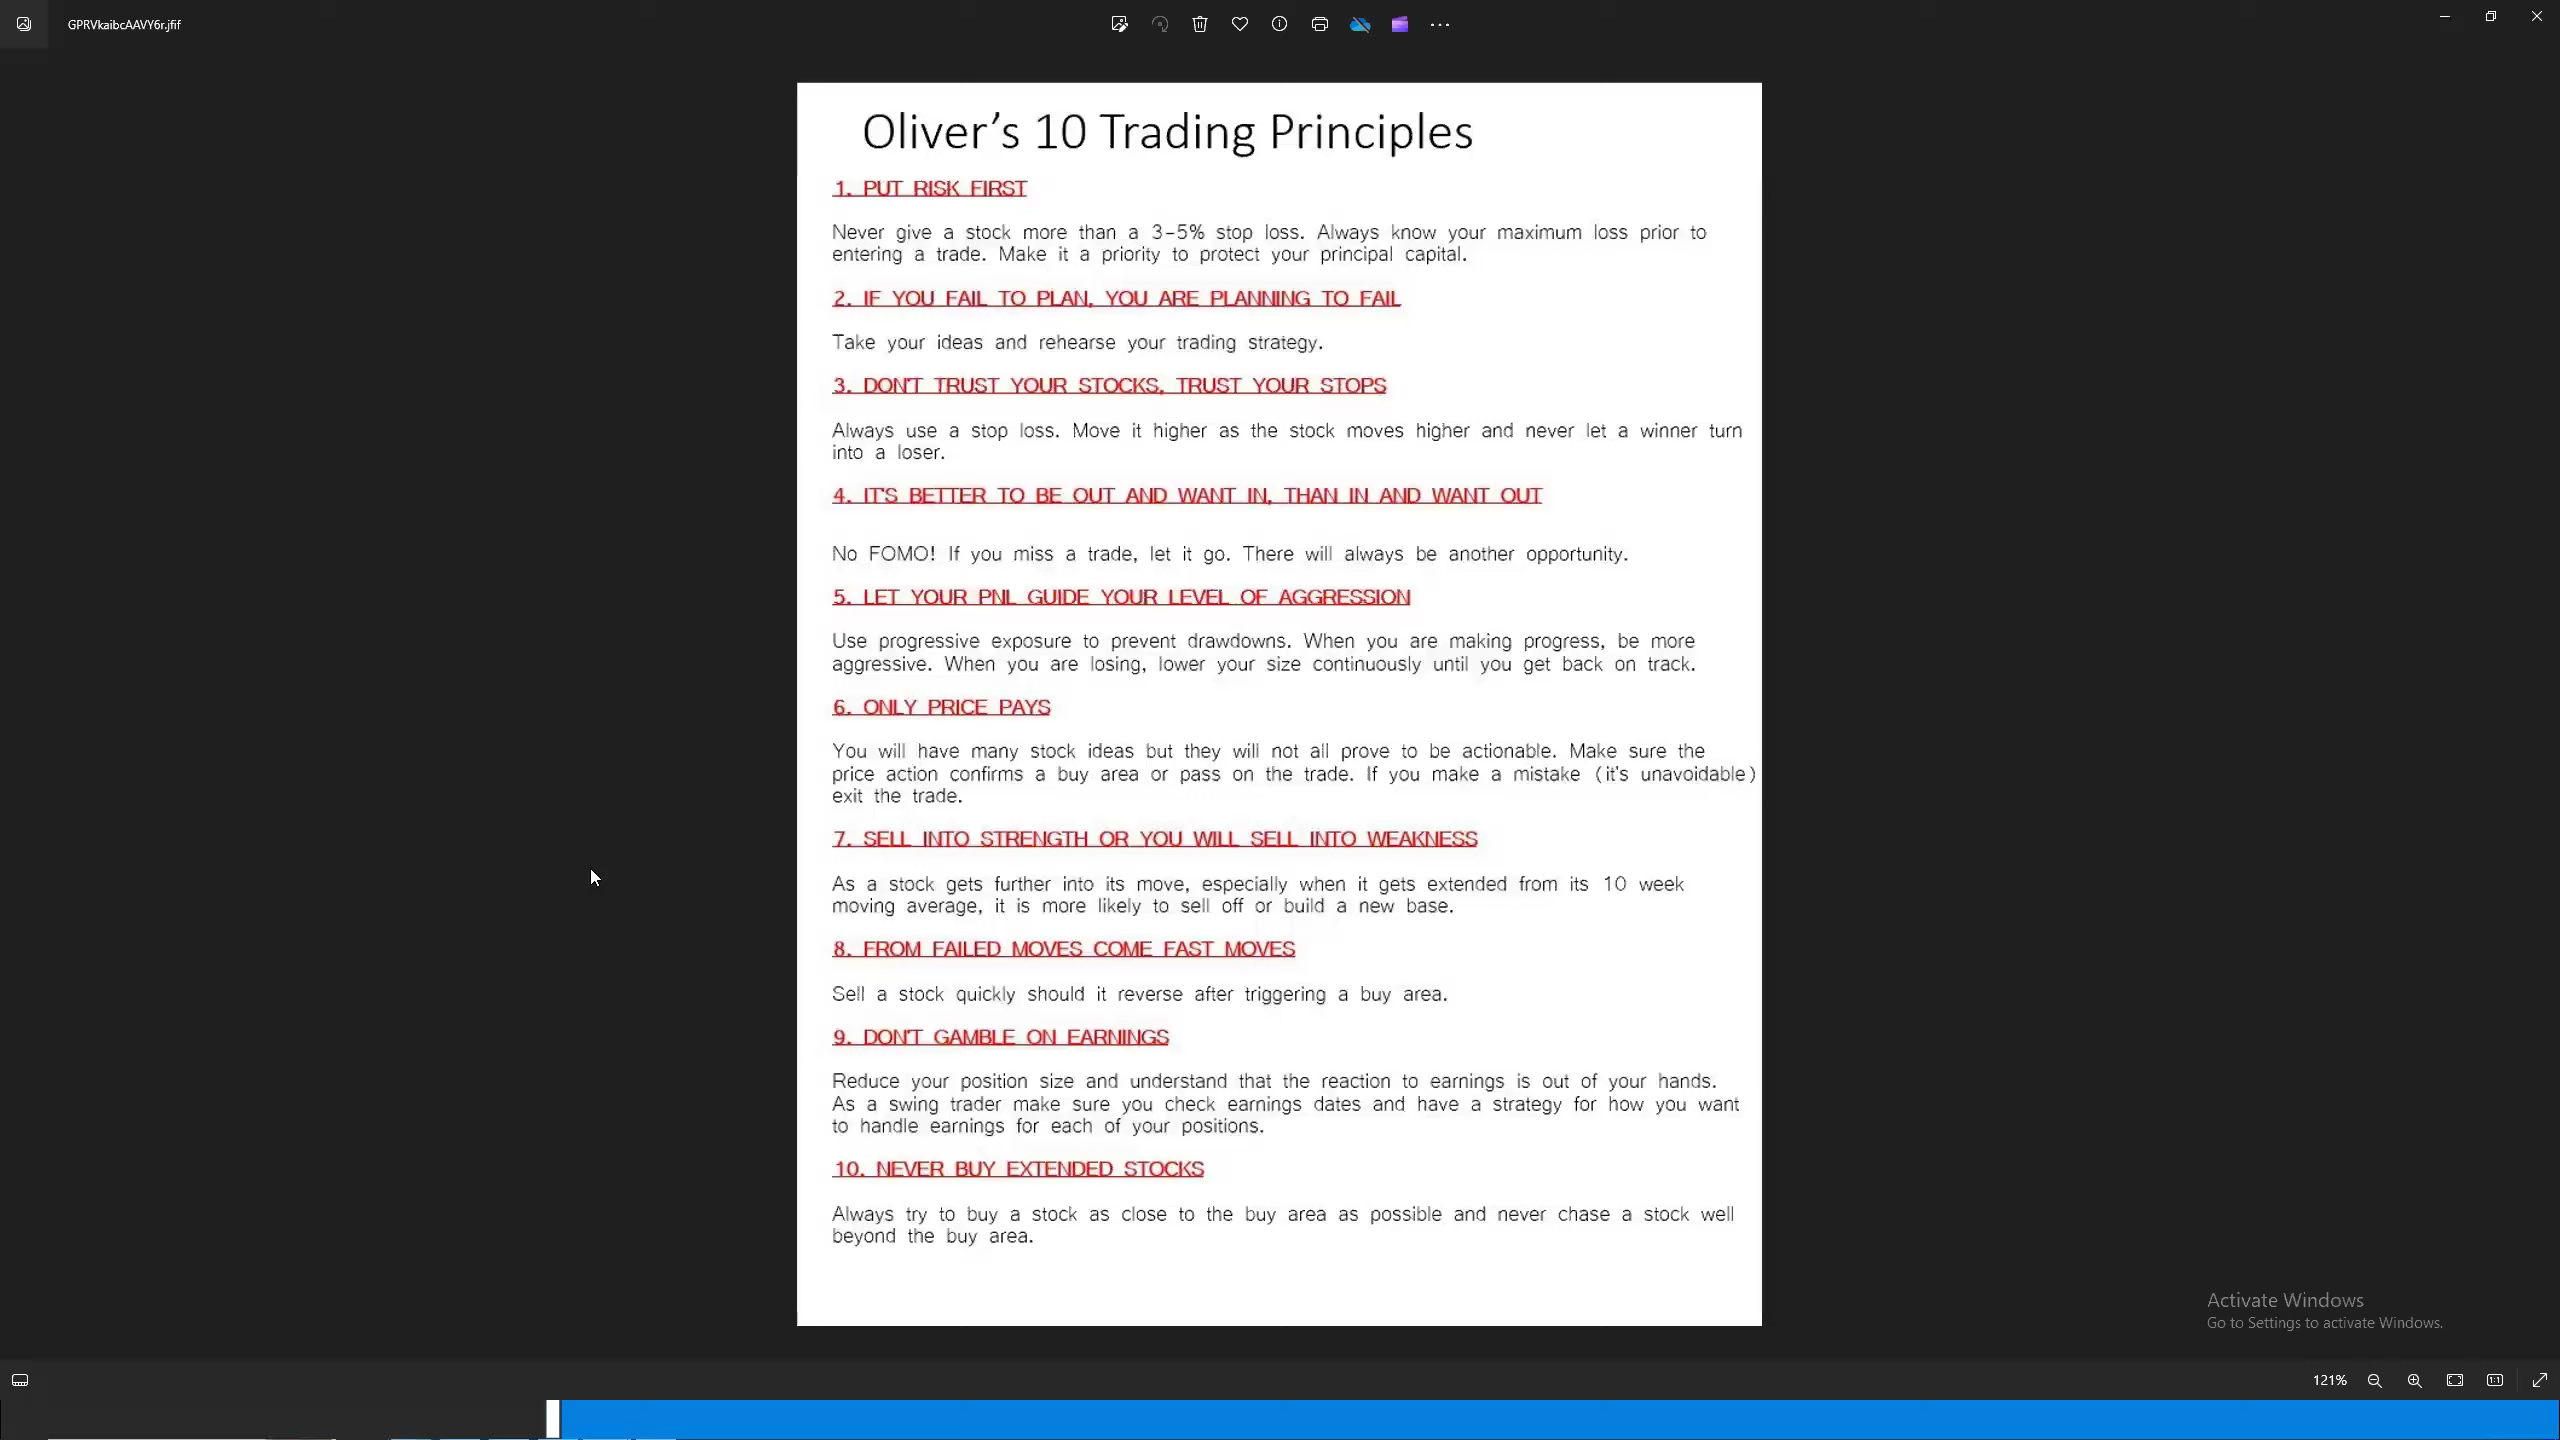 GPRVkaibcAAVY6r.jfif
Oliver’s 10 Trading Principles
1. PUT RISK FIRST
Never give a stock more than a 3-5% stop loss. Always know your maximum loss prior to
entering a trade. Make it a priority to protect your principal capital.
2. IF YOU FAIL TO PLAN, YOU ARE PLANNING TO FAIL
Take your ideas and rehearse your trading strategy.
3. DON'T TRUST YOUR STOCKS, TRUST YOUR STOPS
Always use a stop loss. Move it higher as the stock moves higher and never let a winner turn
into a loser.
4. IT'S BETTER TO BE OUT AND WANT IN, THAN IN AND WANT OUT
No FOMO! If you miss a trade, let it go. There will always be another opportunity.
5. LET YOUR PNL GUIDE YOUR LEVEL OF AGGRESSION
Use progressive exposure to prevent drawdowns. When you are making progress, be more
aggressive. When you are losing, lower your size continuously until you get back on track.
6. ONLY PRICE PAYS
You will have many stock ideas but they will not all prove to be actionable. Make sure the
price action confirms a buy area or pass on the trade. If you make a mistake (it's unavoidable)
exit the trade.
7. SELL INTO STRENGTH OR YOU WILL SELL INTO WEAKNESS
As a stock gets further into its move, especially when it gets extended from its 10 week
moving average, it is more likely to sell off or build a new base.
8. FROM FAILED MOVES COME FAST MOVES
Sell a stock quickly should it reverse after triggering a buy area.
9. DON'T GAMBLE ON EARNINGS
Reduce your position size and understand that the reaction to earnings is out of your hands.
As a swing trader make sure you check earnings dates and have a strategy for how you want
to handle earnings for each of your positions.
10. NEVER BUY EXTENDED STOCKS
Always try to buy a stock as close to the buy area as possible and never chase a stock well
beyond the buy area.
Activate Windows
Go to Settings to activate Windows.
121%